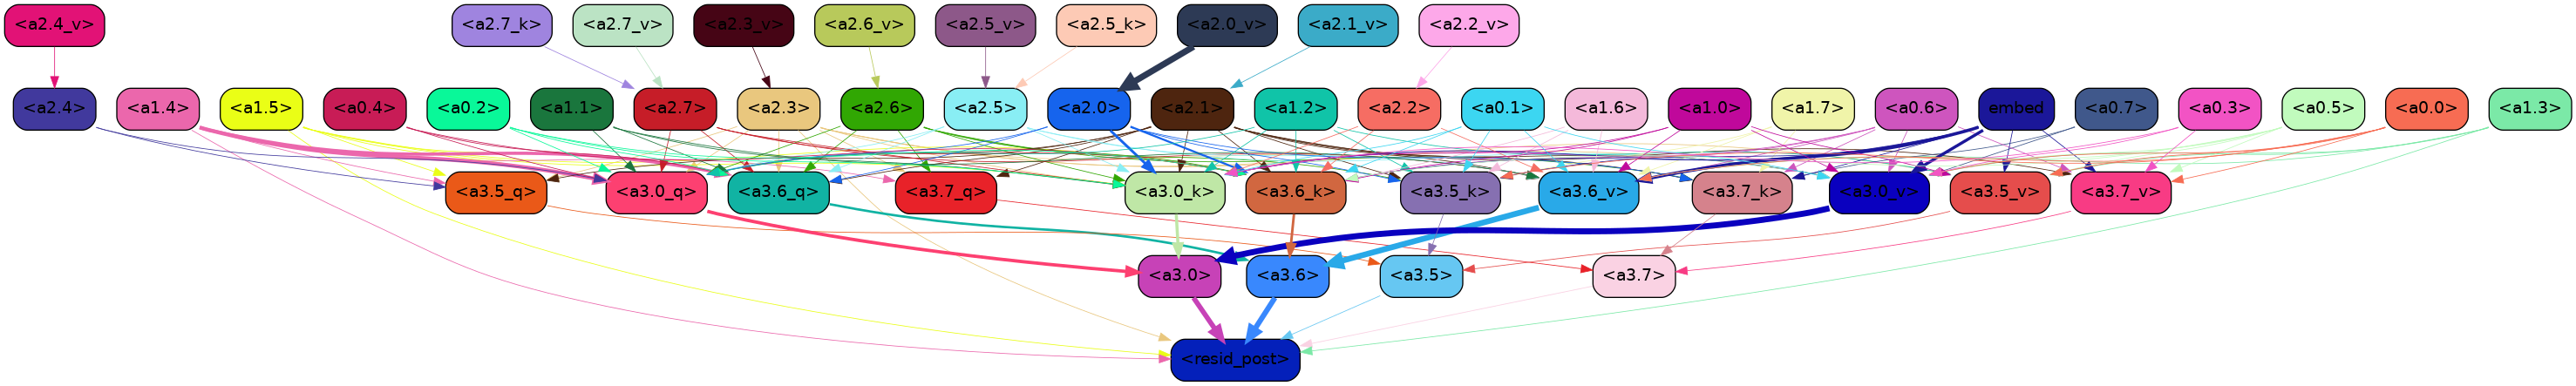 <a2.4_v> <a2.7_k> <a2.7_v> <a2.3_v> <a2.6_v> <a2.5_v> <a2.5_k> <a2.0_v> <a2.1_v> <a2.2_v>
<a2.4> <a1.4> <a1.5> <a0.4> <a0.2> <a1.1> <a2.7> <a2.3> <a2.6> <a2.5> <a2.0> <a2.1> <a1.2> <a2.2> <a0.1> <a1.6> <a1.0> <a1.7> <a0.6> embed <a0.7> <a0.3> <a0.5> <a0.0> <a1.3>
<a3.5_q> <a3.0_q> <a3.6_q> <a3.7_q> <a3.0_k> <a3.6_k> <a3.5_k> <a3.6_v> <a3.7_k> <a3.0_v> <a3.5_v> <a3.7_v>
<a3.0> <a3.6> <a3.5> <a3.7>
<resid_post>